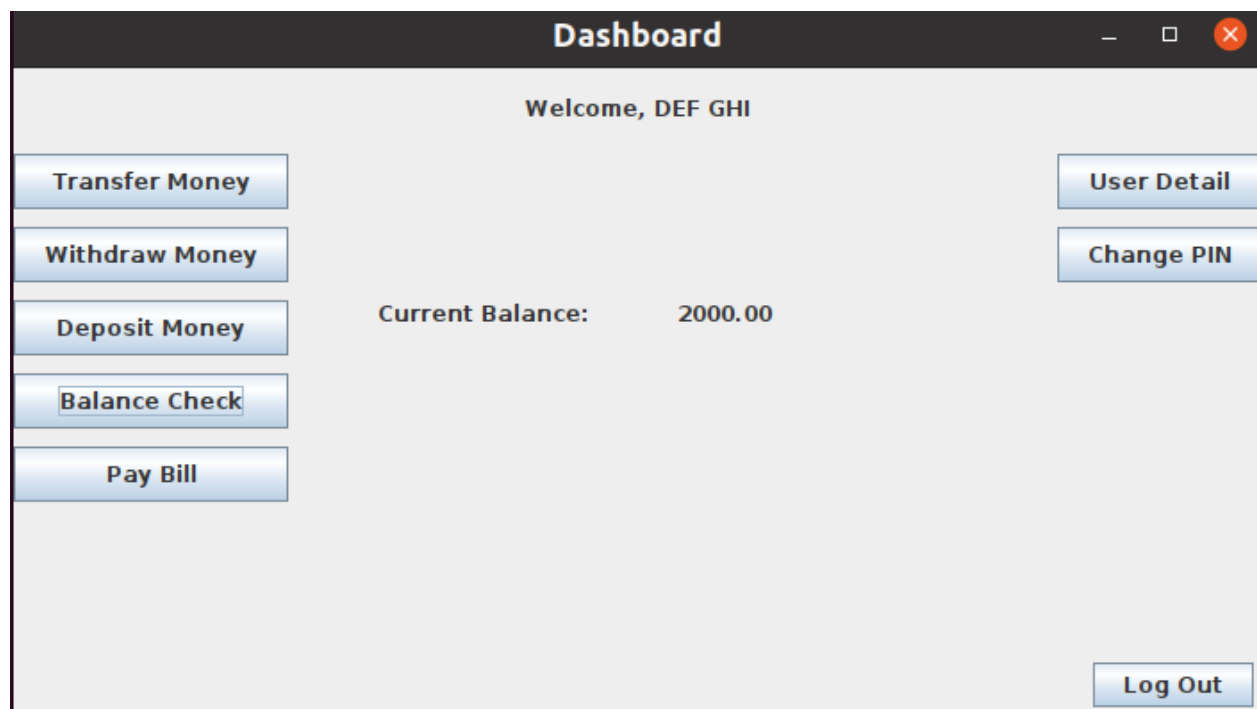 Dashboard
Welcome, DEF GHI
Transfer Money
User Detail
Withdraw Money
Change PIN
Deposit Money
Current Balance: 2000.00
Balance Check
Pay Bill
Log Out